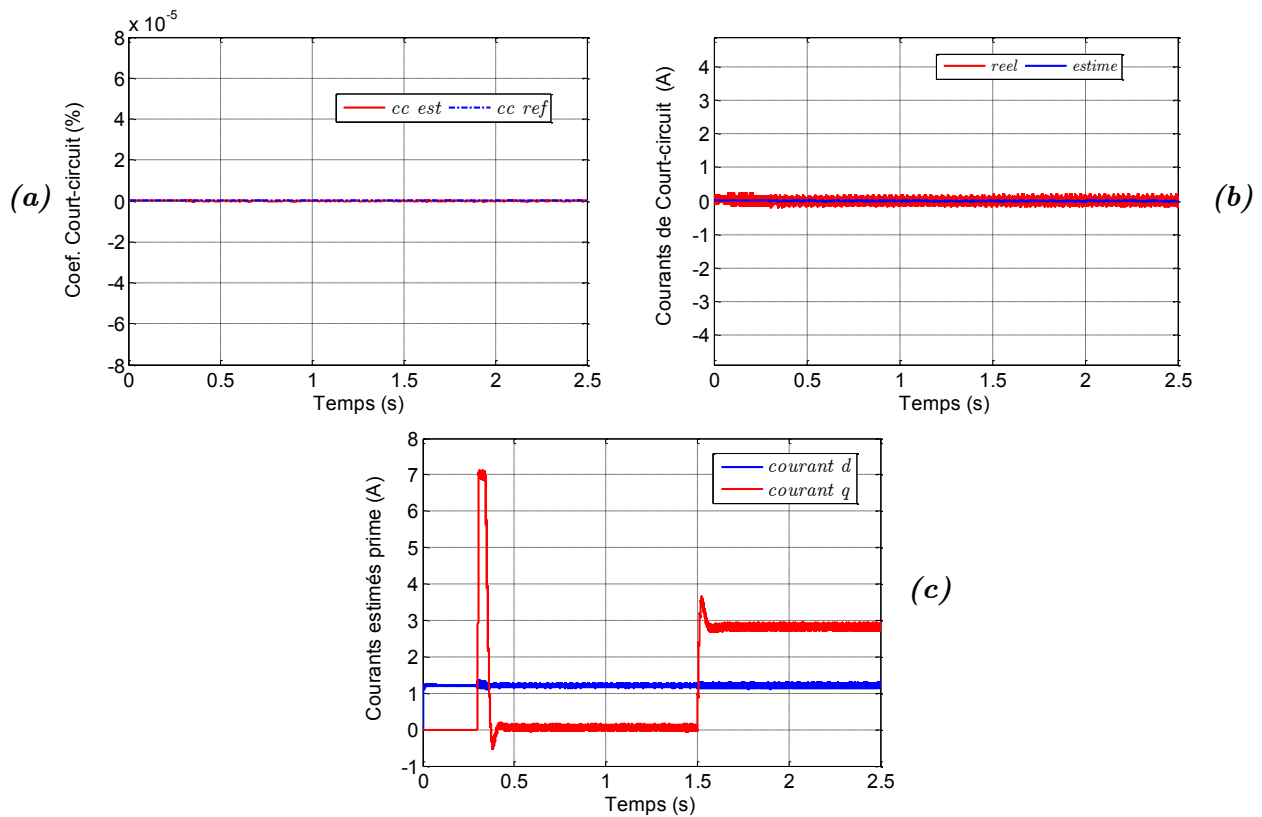 x 10^-5
8
6
4
2
0
-2
-4
-6
-8
Coef. Court-circuit (%)
cc est cc ref
0 0.5 1 1.5 2 2.5
Temps (s)
(a)
4
3
2
1
0
-1
-2
-3
-4
Courants de Court-circuit (A)
reel estime
0 0.5 1 1.5 2 2.5
Temps (s)
(b)
8
7
6
5
4
3
2
1
0
-1
Courants estimés prime (A)
courant d
courant q
0 0.5 1 1.5 2 2.5
Temps (s)
(c)